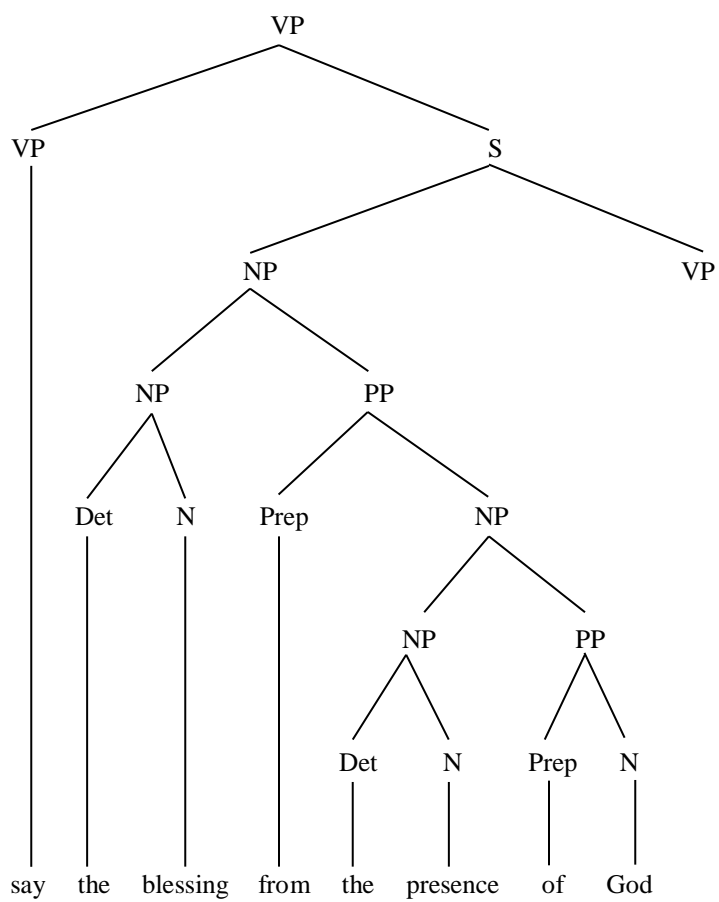 VP
VP S
NP VP
NP PP
Det N Prep NP
NP PP
Det N Prep N
say the blessing from the presence of God